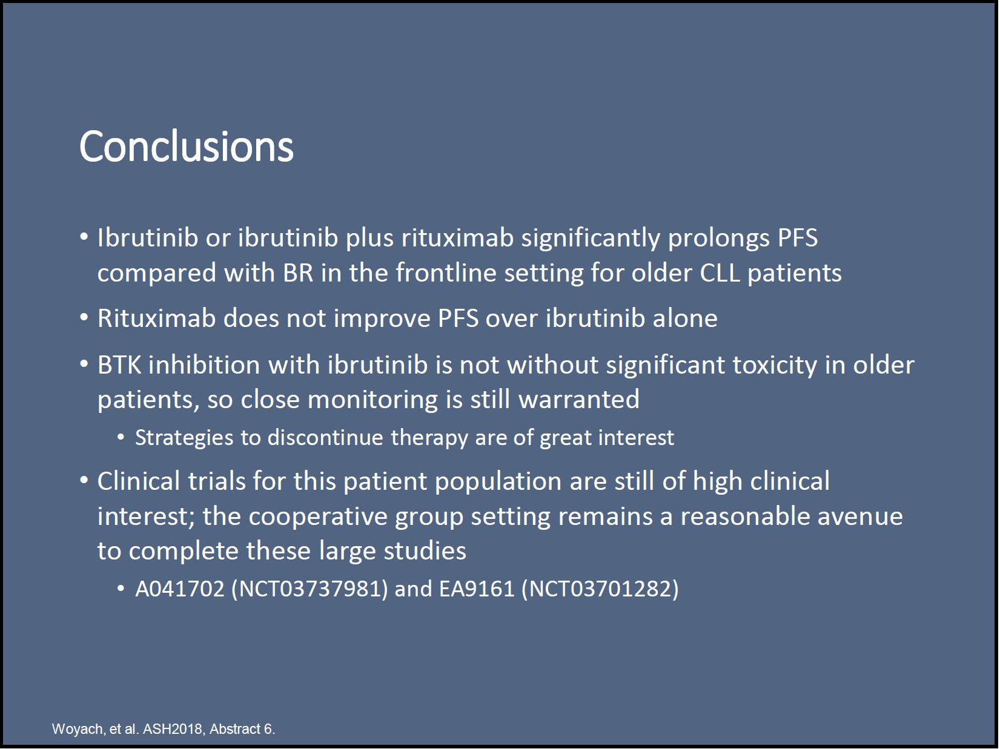 Conclusions
• Ibrutinib or ibrutinib plus rituximab significantly prolongs PFS
compared with BR in the frontline setting for older CLL patients
• Rituximab does not improve PFS over ibrutinib alone
• BTK inhibition with ibrutinib is not without significant toxicity in older
patients, so close monitoring is still warranted
• Strategies to discontinue therapy are of great interest
• Clinical trials for this patient population are still of high clinical
interest; the cooperative group setting remains a reasonable avenue
to complete these large studies
• A041702 (NCT03737981) and EA9161 (NCT03701282)
Woyach, et al. ASH2018, Abstract 6.